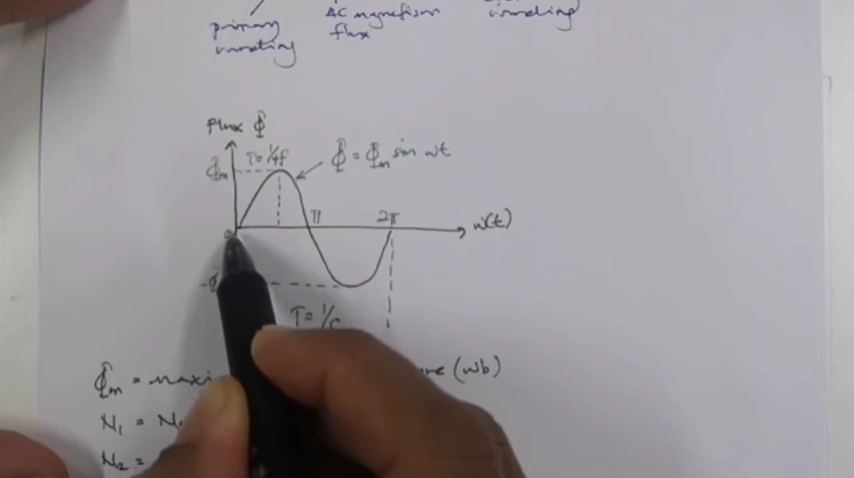 primary AC magnetism winding
winding flux
Flux Φ
Φm T=1/4f Φ = Φm sin wt
π 2π w(t)
T = 1/
Φm = maxi (wb)
N1 = N
N2 =